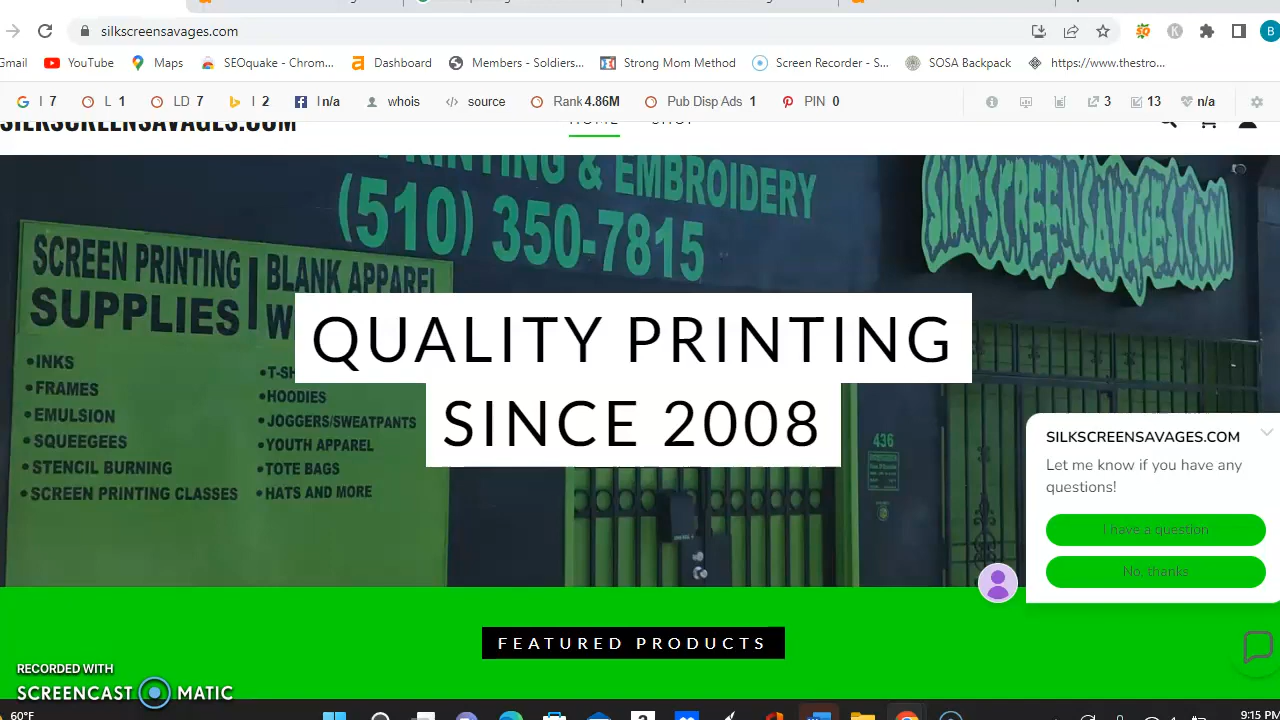 silkscreensavages.com
Gmail YouTube Maps SEOquake - Chrom... Dashboard Members - Soldiers... Strong Mom Method Screen Recorder - S... SOSA Backpack https://www.thestro...
I 7 L 1 LD 7 I 2 I n/a whois source Rank 4.86M Pub Disp Ads 1 PIN 0 3 13 n/a
SILKSCREENSAVAGES.COM HOME SHOP
PRINTING & EMBROIDERY
(510) 350-7815
SILKSCREENSAVAGES.COM
SCREEN PRINTING
SUPPLIES
•INKS
•FRAMES
•EMULSION
•SQUEEGEES
•STENCIL BURNING
•SCREEN PRINTING CLASSES
BLANK APPAREL
•HOODIES
•JOGGERS/SWEATPANTS
•YOUTH APPAREL
•TOTE BAGS
•HATS AND MORE
QUALITY PRINTING
SINCE 2008
436
SILKSCREENSAVAGES.COM
Let me know if you have any
questions!
I have a question
No, thanks
FEATURED PRODUCTS
RECORDED WITH
SCREENCAST MATIC
60°F
9:15 PM